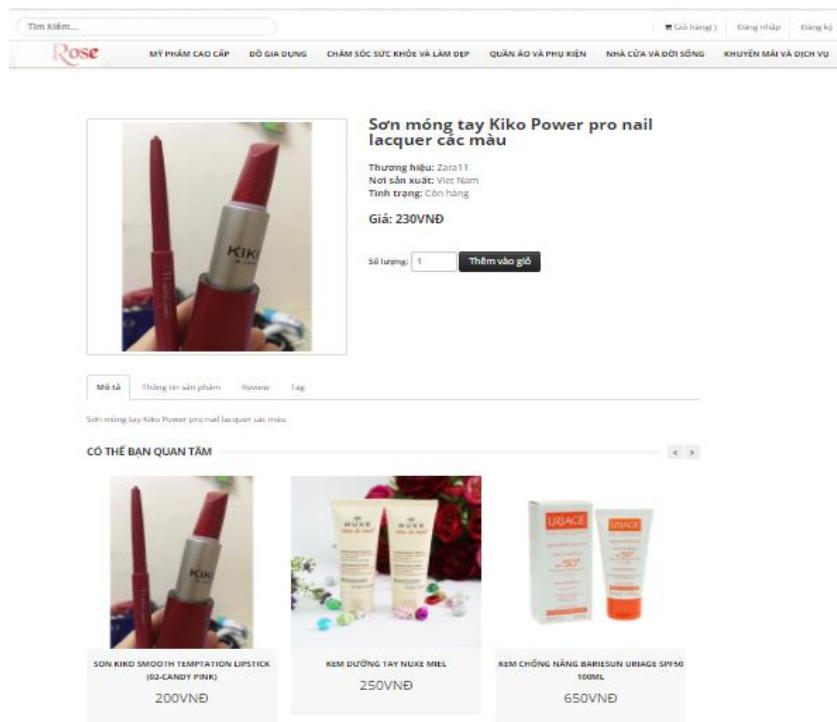 Tìm kiếm...
Giỏ hàng( )
Đăng nhập
Đăng ký
Rose
MỸ PHẨM CAO CẤP
ĐỒ GIA DỤNG
CHĂM SÓC SỨC KHỎE VÀ LÀM ĐẸP
QUẦN ÁO VÀ PHỤ KIỆN
NHÀ CỬA VÀ ĐỜI SỐNG
KHUYẾN MÃI VÀ DỊCH VỤ
Sơn móng tay Kiko Power pro nail
lacquer các màu
Thương hiệu: Zara11
Nơi sản xuất: Viet Nam
Tình trạng: Còn hàng
Giá: 230VNĐ
Số lượng: 1
Thêm vào giỏ
KIKO
Mô tả
Thông tin sản phẩm
Review
Tag
Sơn móng tay Kiko Power pro nail lacquer các màu
CÓ THỂ BẠN QUAN TÂM
KIKO
NUXE
NUXE
URIAGE
URIAGE
50+
50+
SON KIKO SMOOTH TEMPTATION LIPSTICK
(02-CANDY PINK)
200VNĐ
KEM DƯỠNG TAY NUXE MIEL
250VNĐ
KEM CHỐNG NẮNG BARIESUN URIAGE SPF50
100ML
650VNĐ